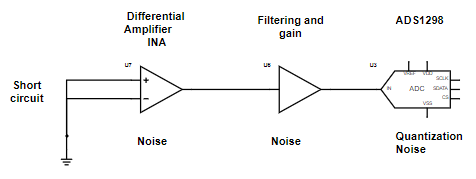 Differential
Amplifier
INA
Filtering and
gain
ADS1298
U7
U6
U3
Short
circuit
+
−
VREF
VDD
IN
ADC
SCLK
SDATA
CS
VSS
Noise
Noise
Quantization
Noise